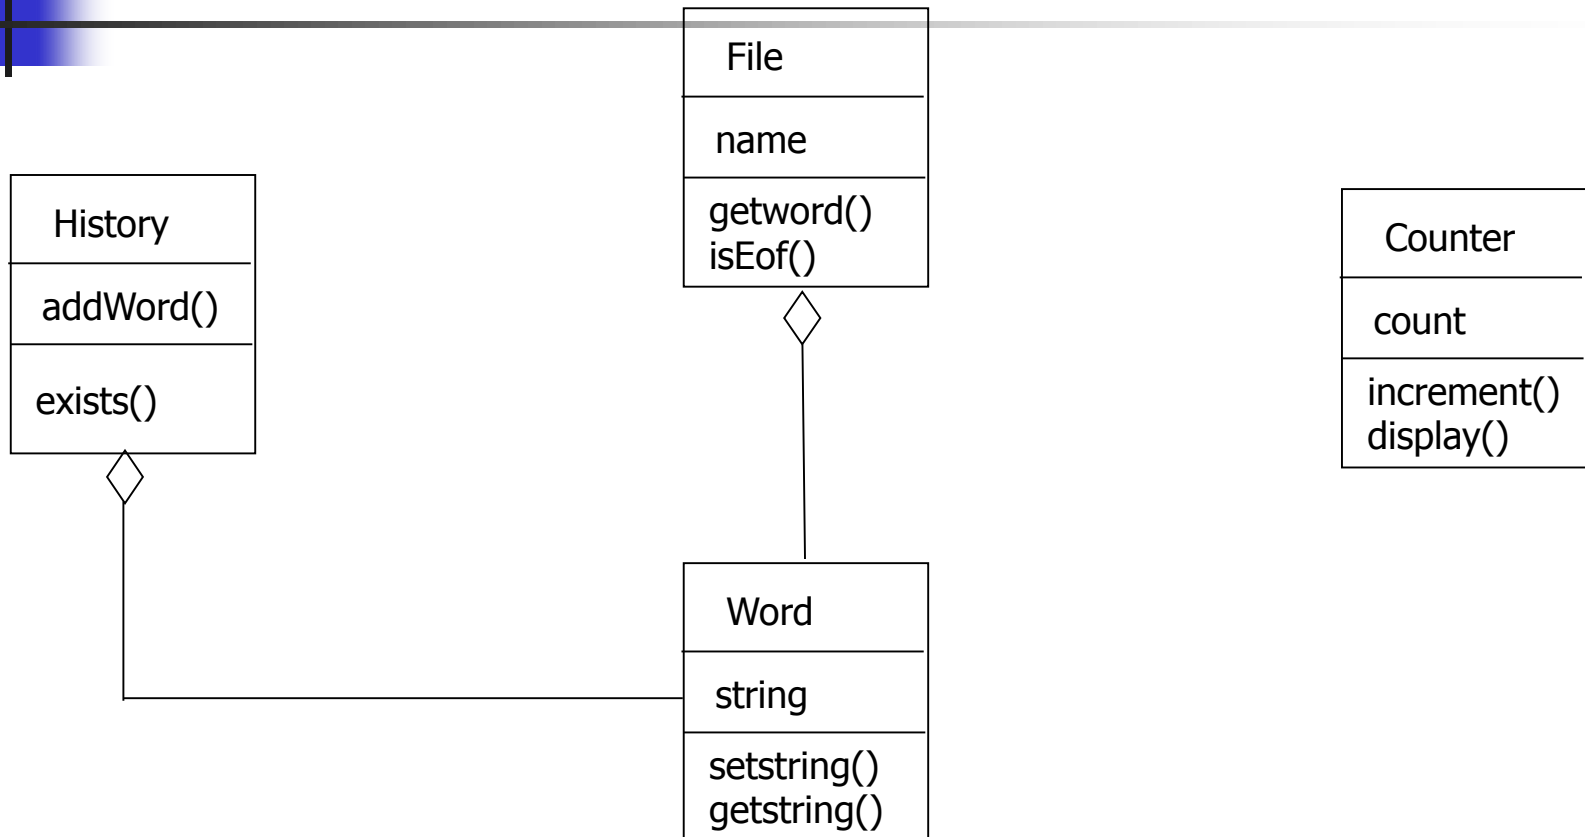 File
name
getword()
isEof()
History
addWord()
exists()
Counter
count
increment()
display()
Word
string
setstring()
getstring()